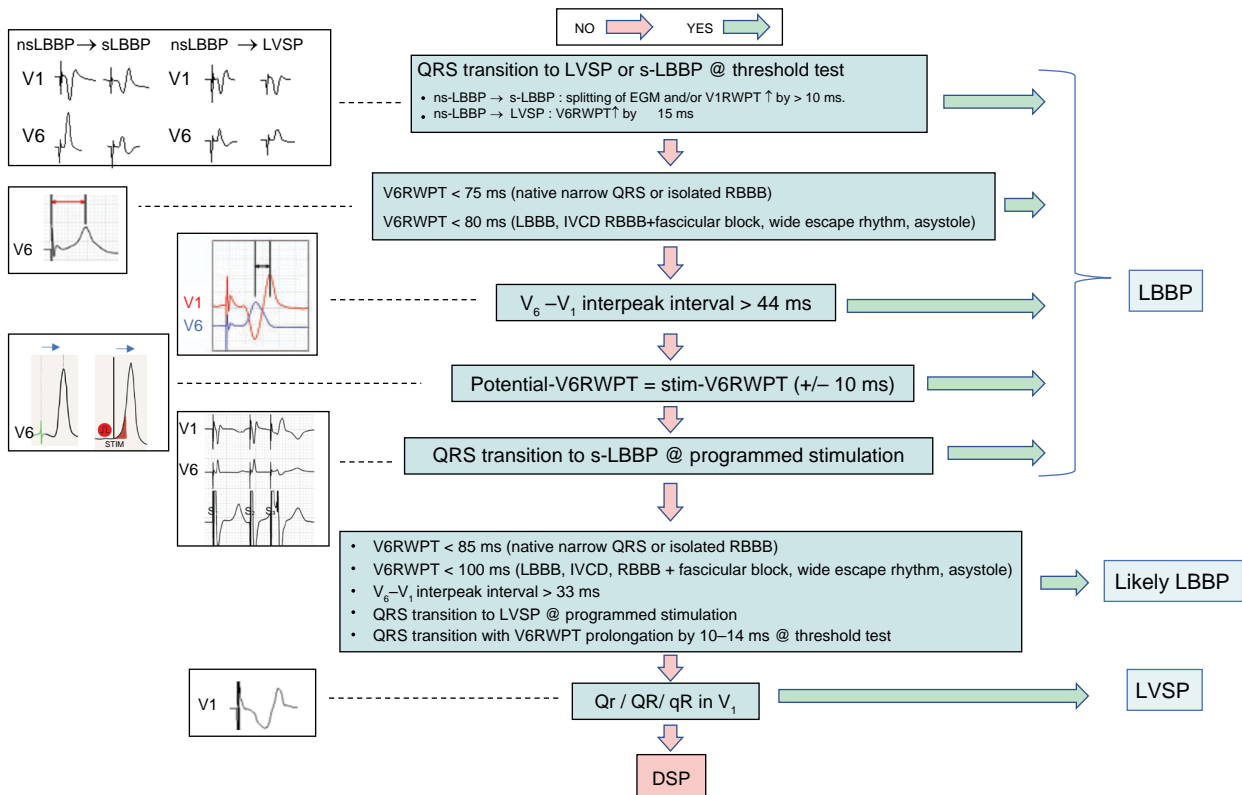 NO YES
nsLBBP → sLBBP nsLBBP → LVSP
V1 V1
V6 V6
QRS transition to LVSP or s-LBBP @ threshold test
• ns-LBBP → s-LBBP : splitting of EGM and/or V1RWPT ↑ by > 10 ms.
• ns-LBBP → LVSP : V6RWPT↑ by 15 ms
V6RWPT < 75 ms (native narrow QRS or isolated RBBB)
V6RWPT < 80 ms (LBBB, IVCD RBBB+fascicular block, wide escape rhythm, asystole)
V6
V1
V6
V₆ –V₁ interpeak interval > 44 ms
LBBP
Potential-V6RWPT = stim-V6RWPT (+/– 10 ms)
V6
STIM
V1
V6
S₂ S₃
QRS transition to s-LBBP @ programmed stimulation
• V6RWPT < 85 ms (native narrow QRS or isolated RBBB)
• V6RWPT < 100 ms (LBBB, IVCD, RBBB + fascicular block, wide escape rhythm, asystole)
• V₆–V₁ interpeak interval > 33 ms
• QRS transition to LVSP @ programmed stimulation
• QRS transition with V6RWPT prolongation by 10–14 ms @ threshold test
Likely LBBP
V1
Qr / QR/ qR in V₁
LVSP
DSP